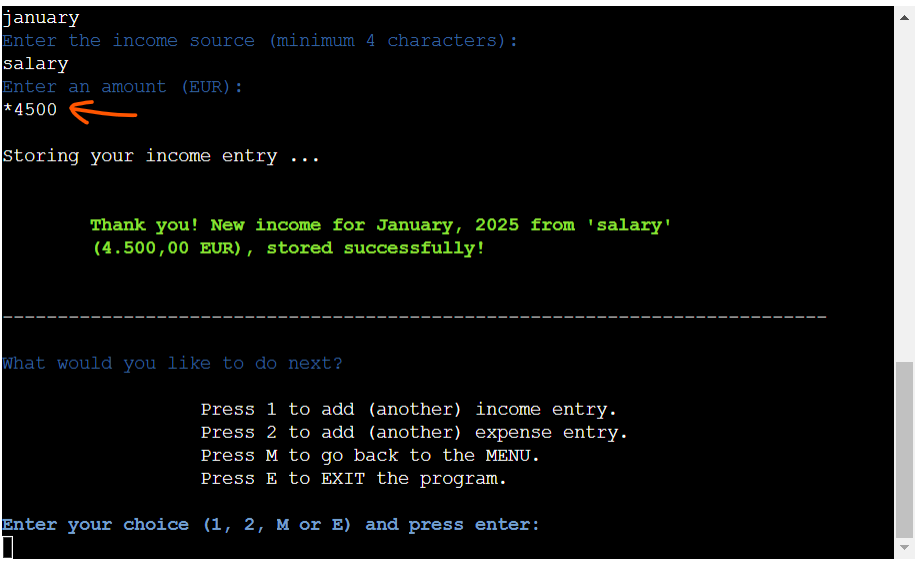 january
Enter the income source (minimum 4 characters):
salary
Enter an amount (EUR):
*4500
Storing your income entry ...
Thank you! New income for January, 2025 from 'salary'
(4.500,00 EUR), stored successfully!
---------------------------------------------------------------------------
What would you like to do next?
Press 1 to add (another) income entry.
Press 2 to add (another) expense entry.
Press M to go back to the MENU.
Press E to EXIT the program.
Enter your choice (1, 2, M or E) and press enter: